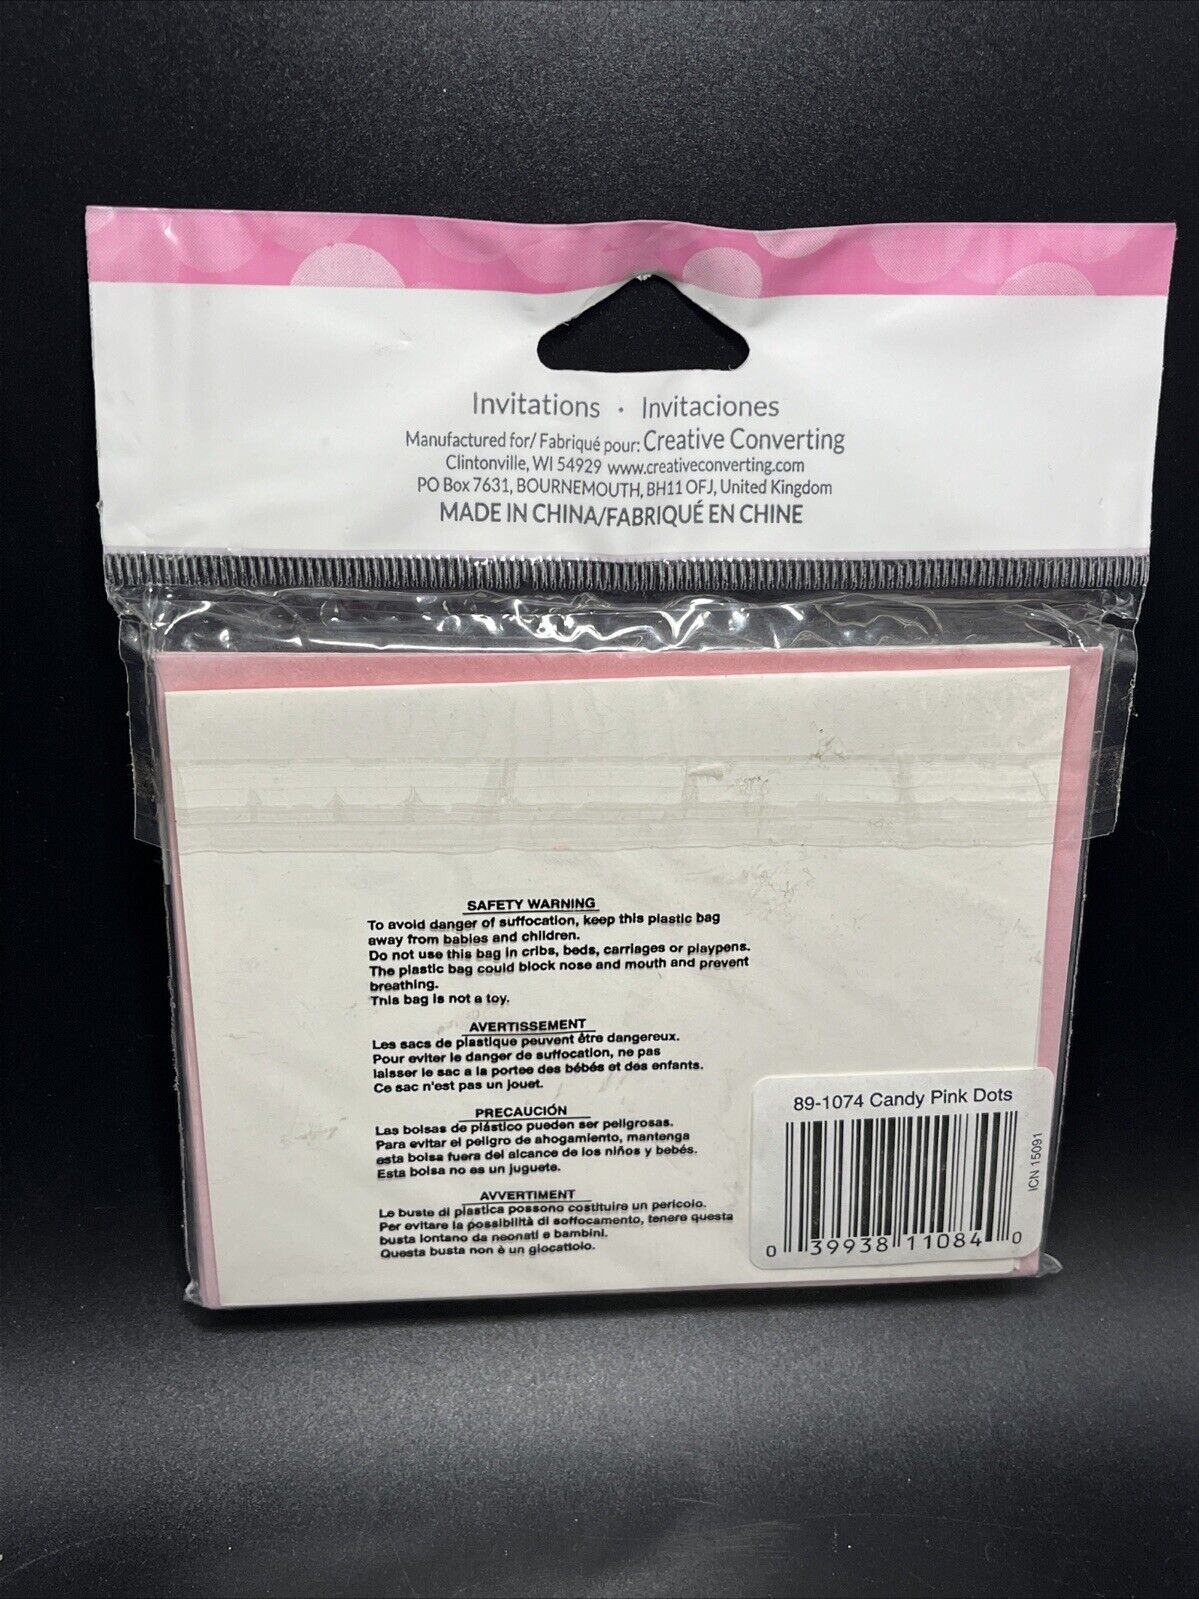 Invitations · Invitaciones
Manufactured for/ Fabriqué pour: Creative Converting
Clintonville, WI 54929 www.creativeconverting.com
PO Box 7631, BOURNEMOUTH, BH11 OFJ, United Kingdom
MADE IN CHINA/FABRIQUÉ EN CHINE
SAFETY WARNING
To avoid danger of suffocation, keep this plastic bag
away from babies and children.
Do not use this bag in cribs, beds, carriages or playpens.
The plastic bag could block nose and mouth and prevent
breathing.
This bag is not a toy.
AVERTISSEMENT
Les sacs de plastique peuvent être dangereux.
Pour eviter le danger de suffocation, ne pas
laisser le sac a la portee des bébés et des enfants.
Ce sac n'est pas un jouet.
PRECAUCIÓN
Las bolsas de plástico pueden ser peligrosas.
Para evitar el peligro de ahogamiento, mantenga
esta bolsa fuera del alcance de los niños y bebés.
Esta bolsa no es un juguete.
AVVERTIMENT
Le buste di plastica possono costituire un pericolo.
Per evitare la possibilità di soffocamento, tenere questa
busta lontano da neonati e bambini.
Questa busta non è un giocattolo.
89-1074 Candy Pink Dots
ICN 15091
0 39938 11084 0